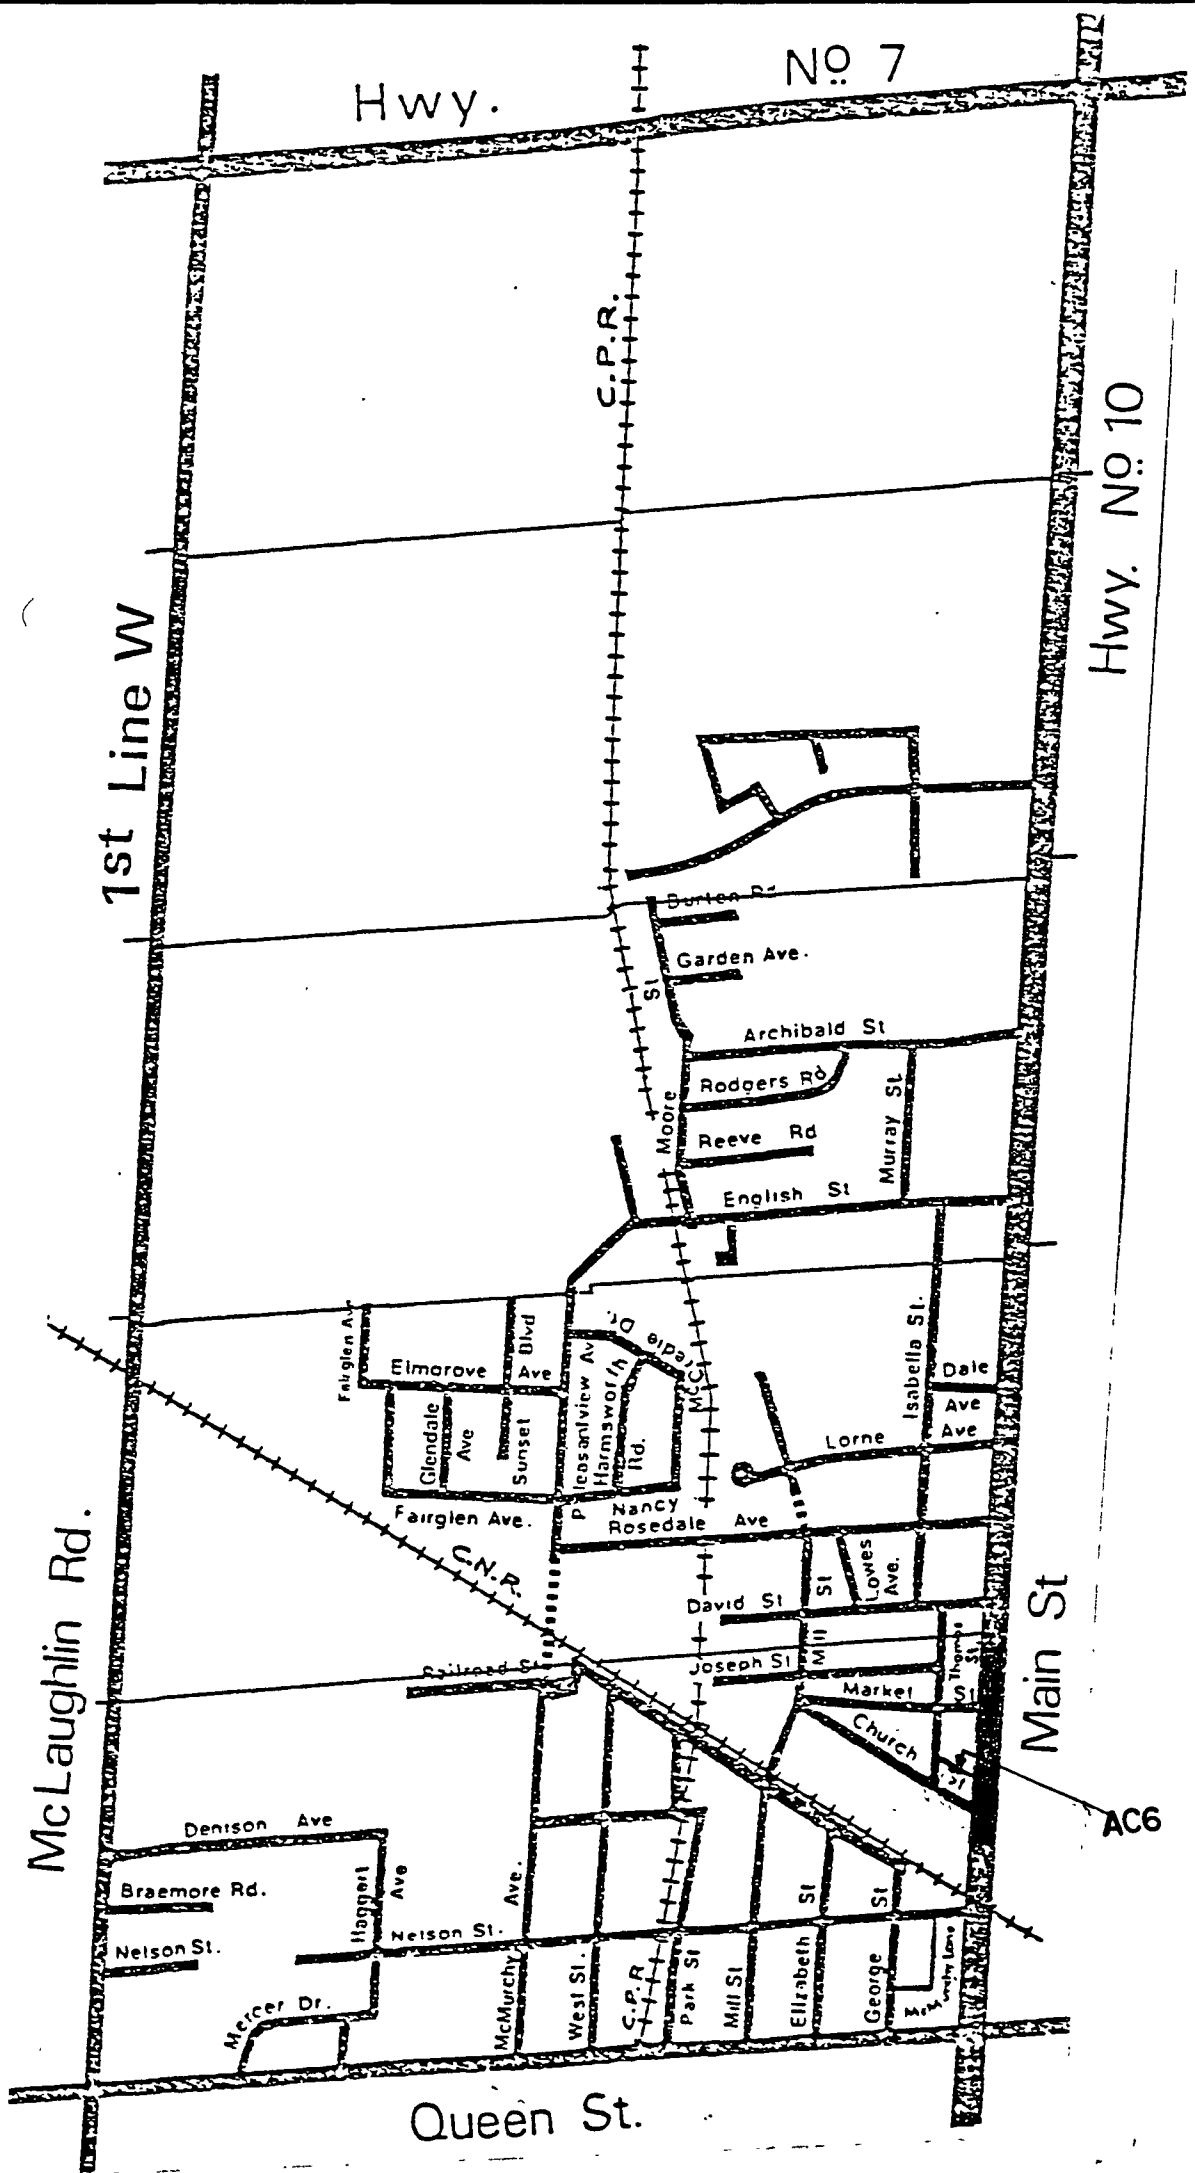 Hwy.
No 7
C.P.R.
Hwy. No 10
1st Line W
Burton Rd
Garden Ave.
St
Archibald St
Rodgers Rd
Moore
Murray St.
Reeve Rd
English St
Fairglen Av.
Blvd
Elmgrove Ave
Glendale
Ave
Sunset
Pleasantview Av
Harmsworth
Rd.
McCredie Dr.
Isabella St.
Dale
Ave
Lorne Ave
Fairglen Ave.
Nancy
Rosedale Ave
C.N.R.
McLaughlin Rd.
David St
St
Lowes
Ave.
Joseph St
Mill
Thomas
St
Railroad St
Market St
Church
St
Main St
AC6
Denison Ave
Braemore Rd.
Haggert
Ave
Ave.
Nelson St.
Nelson St.
Mercer Dr.
McMurchy
West St.
C.P.R
Park St
Mill St
Elizabeth St
George St
McMurchy Lane
Queen St.